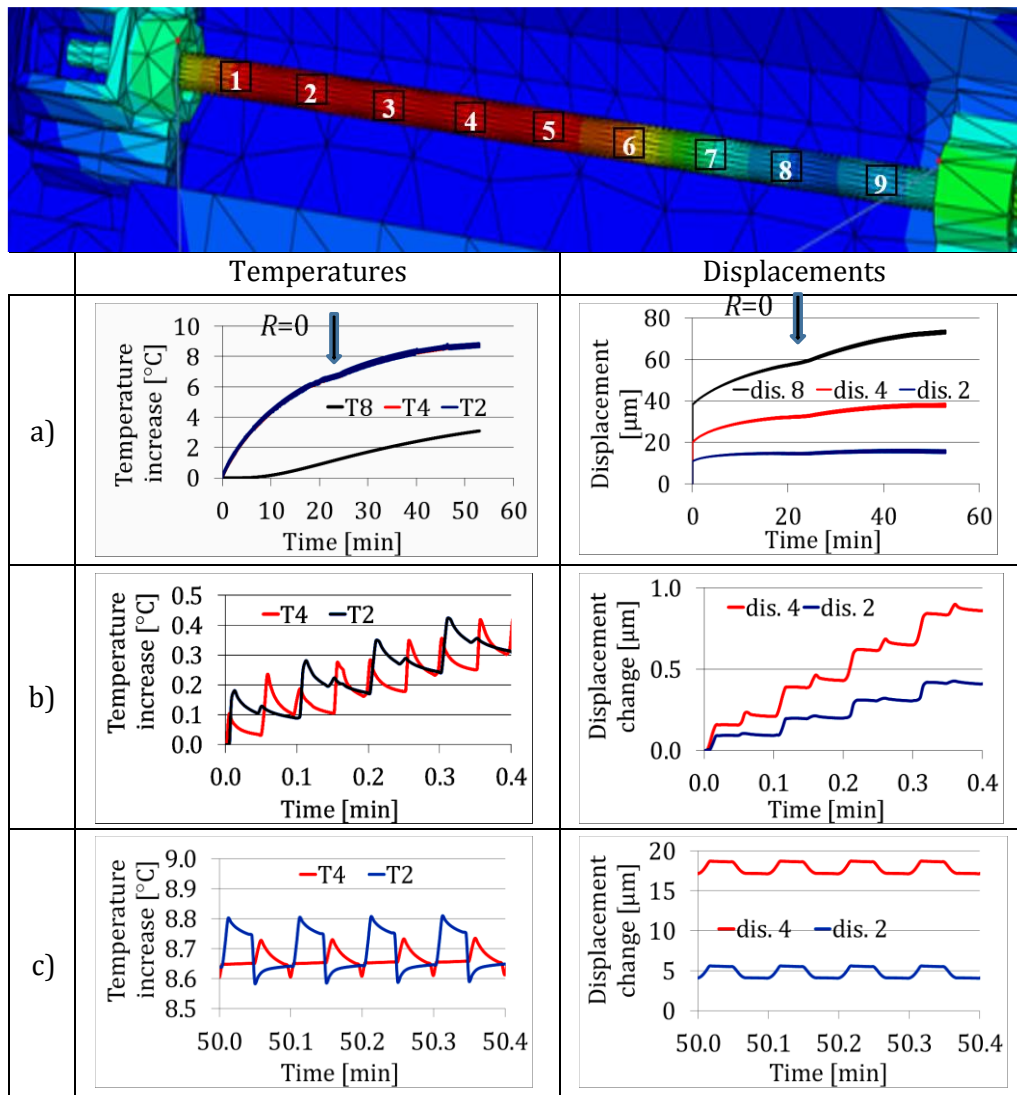 1 2 3 4 5 6 7 8 9
Temperatures
Displacements
a)
Temperature
increase [°C]
10
8
6
4
2
0
R=0
T8 T4 T2
0 10 20 30 40 50 60
Time [min]
Displacement
[µm]
80
60
40
20
0
R=0
dis. 8 dis. 4 dis. 2
0 20 40 60
Time [min]
b)
Temperature
increase [°C]
0.5
0.4
0.3
0.2
0.1
0.0
T4 T2
0.0 0.1 0.2 0.3 0.4
Time [min]
Displacement
change [µm]
1.0
0.5
0.0
dis. 4 dis. 2
0.0 0.1 0.2 0.3 0.4
Time [min]
c)
Temperature
increase [°C]
9.0
8.9
8.8
8.7
8.6
8.5
T4 T2
50.0 50.1 50.2 50.3 50.4
Time [min]
Displacement
change [µm]
20
15
10
5
0
dis. 4 dis. 2
50.0 50.1 50.2 50.3 50.4
Time [min]